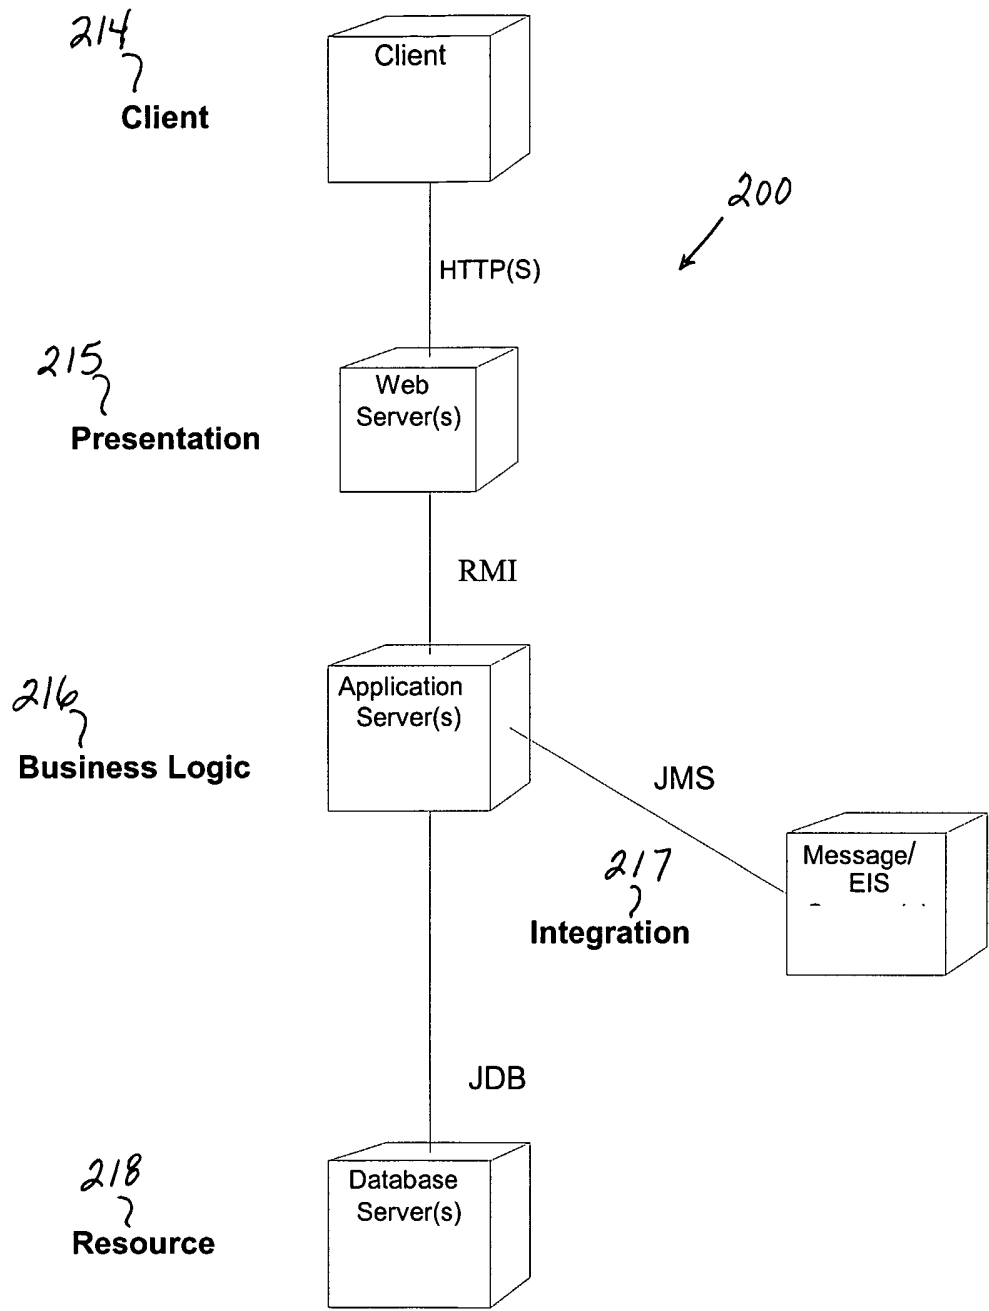 214
Client
Client
200
HTTP(S)
215
Web
Server(s)
Presentation
RMI
216
Application
Server(s)
Business Logic
JMS
217
Message/
EIS
Integration
JDB
218
Database
Server(s)
Resource